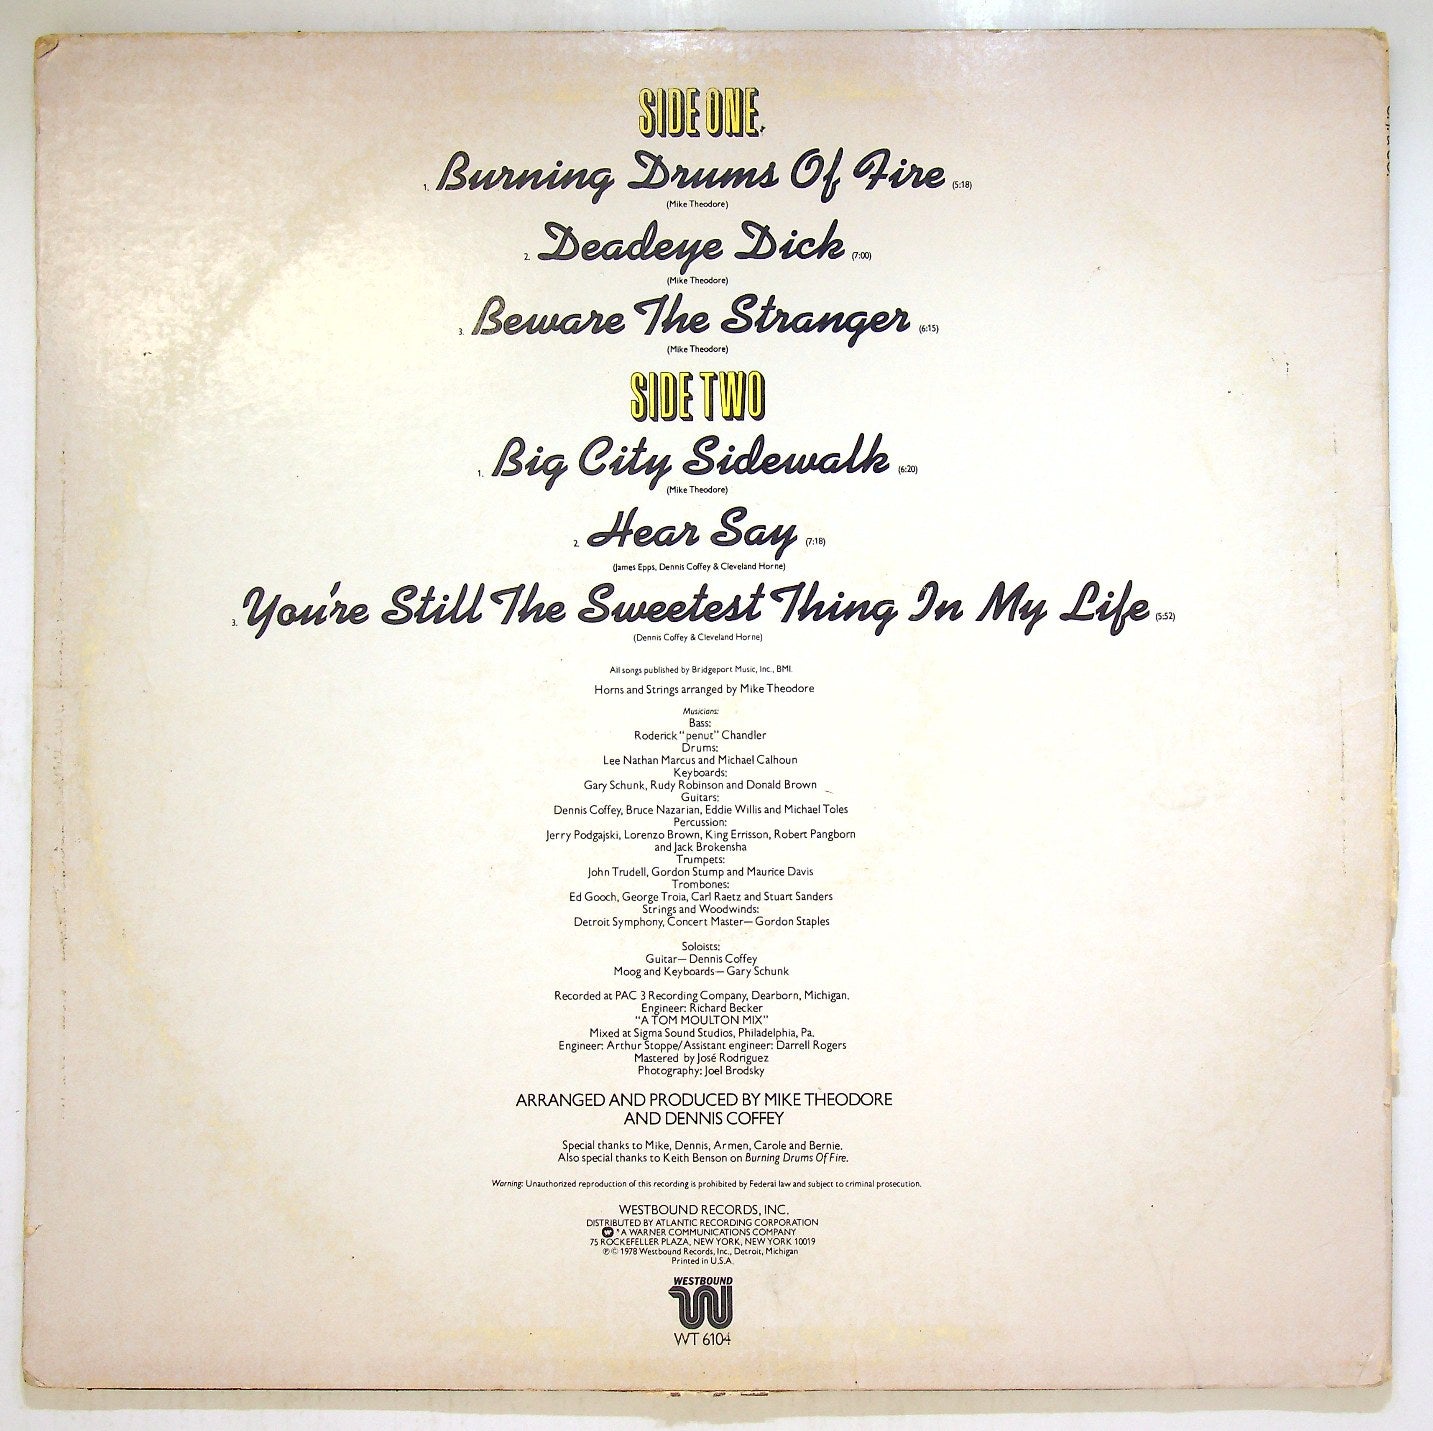 SIDE ONE
1. Burning Drums Of Fire (5:18)
(Mike Theodore)
2. Deadeye Dick (7:00)
(Mike Theodore)
3. Beware The Stranger (6:15)
(Mike Theodore)
SIDE TWO
1. Big City Sidewalk (6:20)
(Mike Theodore)
2. Hear Say (7:18)
(James Epps, Dennis Coffey & Cleveland Horne)
3. You're Still The Sweetest Thing In My Life (5:52)
(Dennis Coffey & Cleveland Horne)
All songs published by Bridgeport Music, Inc., BMI.
Horns and Strings arranged by Mike Theodore
Musicians:
Bass:
Roderick "penut" Chandler
Drums:
Lee Nathan Marcus and Michael Calhoun
Keyboards:
Gary Schunk, Rudy Robinson and Donald Brown
Guitars:
Dennis Coffey, Bruce Nazarian, Eddie Willis and Michael Toles
Percussion:
Jerry Podgajski, Lorenzo Brown, King Errisson, Robert Pangborn
and Jack Brokensha
Trumpets:
John Trudell, Gordon Stump and Maurice Davis
Trombones:
Ed Gooch, George Troia, Carl Raetz and Stuart Sanders
Strings and Woodwinds:
Detroit Symphony, Concert Master—Gordon Staples
Soloists:
Guitar—Dennis Coffey
Moog and Keyboards—Gary Schunk
Recorded at PAC 3 Recording Company, Dearborn, Michigan.
Engineer: Richard Becker
"A TOM MOULTON MIX"
Mixed at Sigma Sound Studios, Philadelphia, Pa.
Engineer: Arthur Stoppe/Assistant engineer: Darrell Rogers
Mastered by José Rodriguez
Photography: Joel Brodsky
ARRANGED AND PRODUCED BY MIKE THEODORE
AND DENNIS COFFEY
Special thanks to Mike, Dennis, Armen, Carole and Bernie.
Also special thanks to Keith Benson on Burning Drums Of Fire.
Warning: Unauthorized reproduction of this recording is prohibited by Federal law and subject to criminal prosecution.
WESTBOUND RECORDS, INC.
DISTRIBUTED BY ATLANTIC RECORDING CORPORATION
* A WARNER COMMUNICATIONS COMPANY
75 ROCKEFELLER PLAZA, NEW YORK, NEW YORK 10019
℗ © 1978 Westbound Records, Inc., Detroit, Michigan
Printed in U.S.A.
WESTBOUND
W
WT 6104